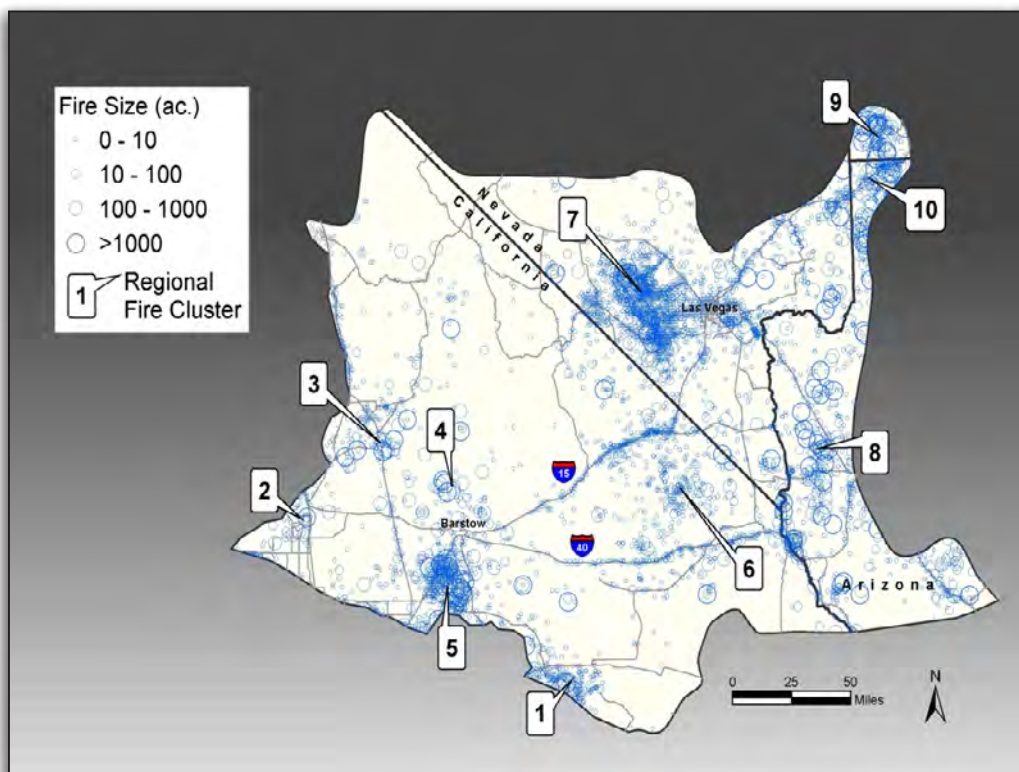 Fire Size (ac.)
0 - 10
10 - 100
100 - 1000
>1000
1
Regional
Fire Cluster
9
10
Nevada
California
7
Las Vegas
3
4
8
15
2
Barstow
40
6
Arizona
5
1
0 25 50
Miles
N